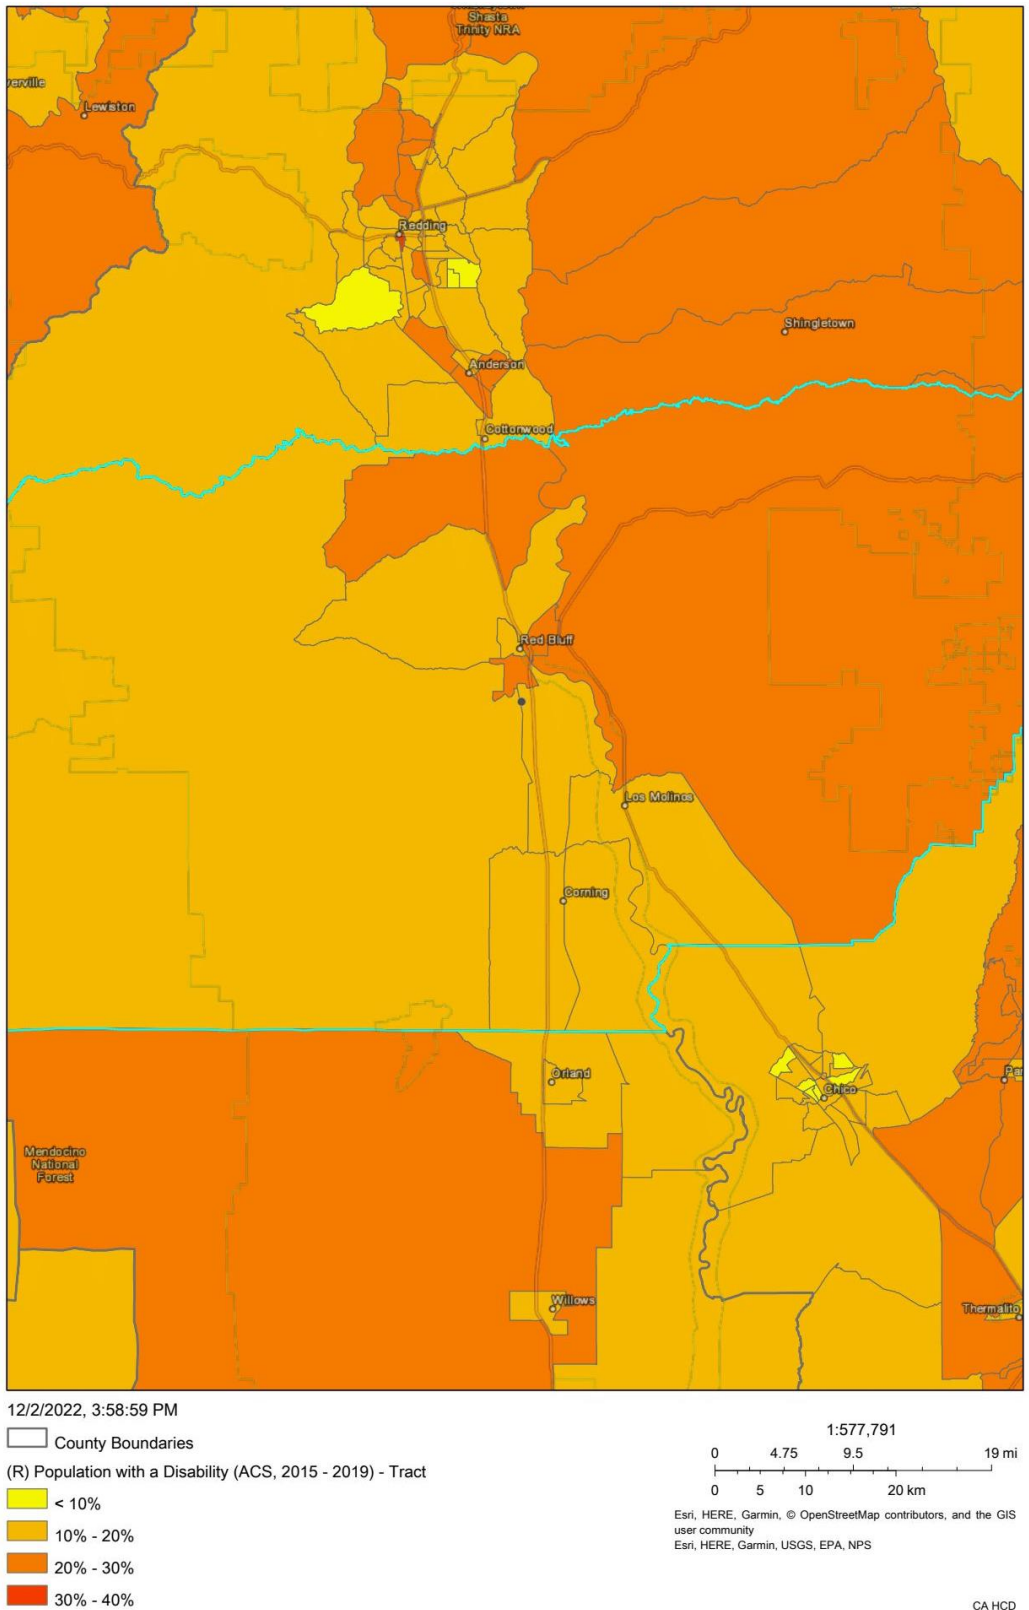 Shasta
Trinity NRA
erville
Lewiston
Redding
Shingletown
Anderson
Cottonwood
Red Bluff
Los Molinos
Corning
Orland
Chico
Mendocino
National
Forest
Willows
Thermalito
12/2/2022, 3:58:59 PM
County Boundaries
(R) Population with a Disability (ACS, 2015 - 2019) - Tract
< 10%
10% - 20%
20% - 30%
30% - 40%
1:577,791
0 4.75 9.5 19 mi
0 5 10 20 km
Esri, HERE, Garmin, © OpenStreetMap contributors, and the GIS
user community
Esri, HERE, Garmin, USGS, EPA, NPS
CA HCD